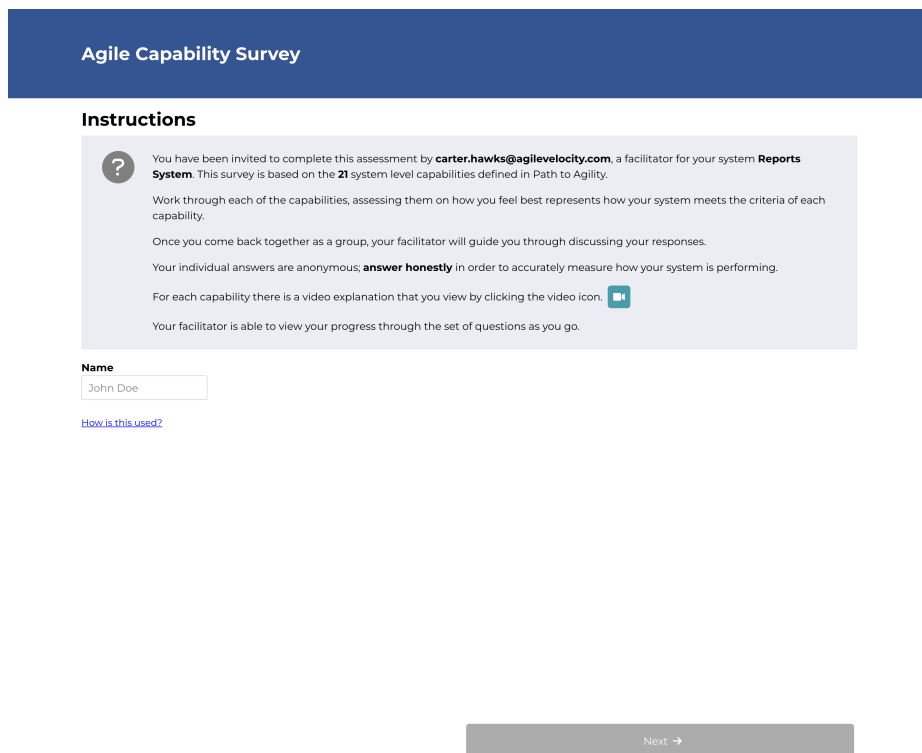 Agile Capability Survey
Instructions
?
You have been invited to complete this assessment by carter.hawks@agilevelocity.com, a facilitator for your system Reports
System. This survey is based on the 21 system level capabilities defined in Path to Agility.
Work through each of the capabilities, assessing them on how you feel best represents how your system meets the criteria of each
capability.
Once you come back together as a group, your facilitator will guide you through discussing your responses.
Your individual answers are anonymous; answer honestly in order to accurately measure how your system is performing.
For each capability there is a video explanation that you view by clicking the video icon.
Your facilitator is able to view your progress through the set of questions as you go.
Name
John Doe
How is this used?
Next →